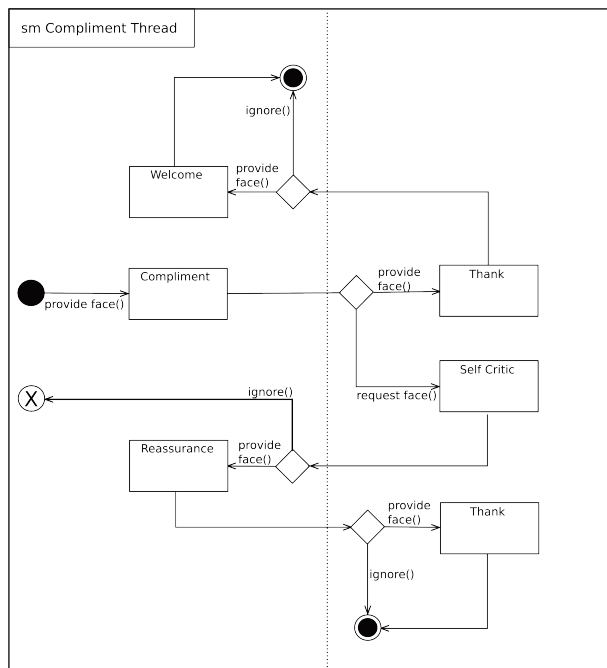 sm Compliment Thread
ignore()
Welcome
provide
face()
Compliment
provide face()
provide
face()
Thank
Self Critic
request face()
ignore()
X
Reassurance
provide
face()
provide
face()
Thank
ignore()